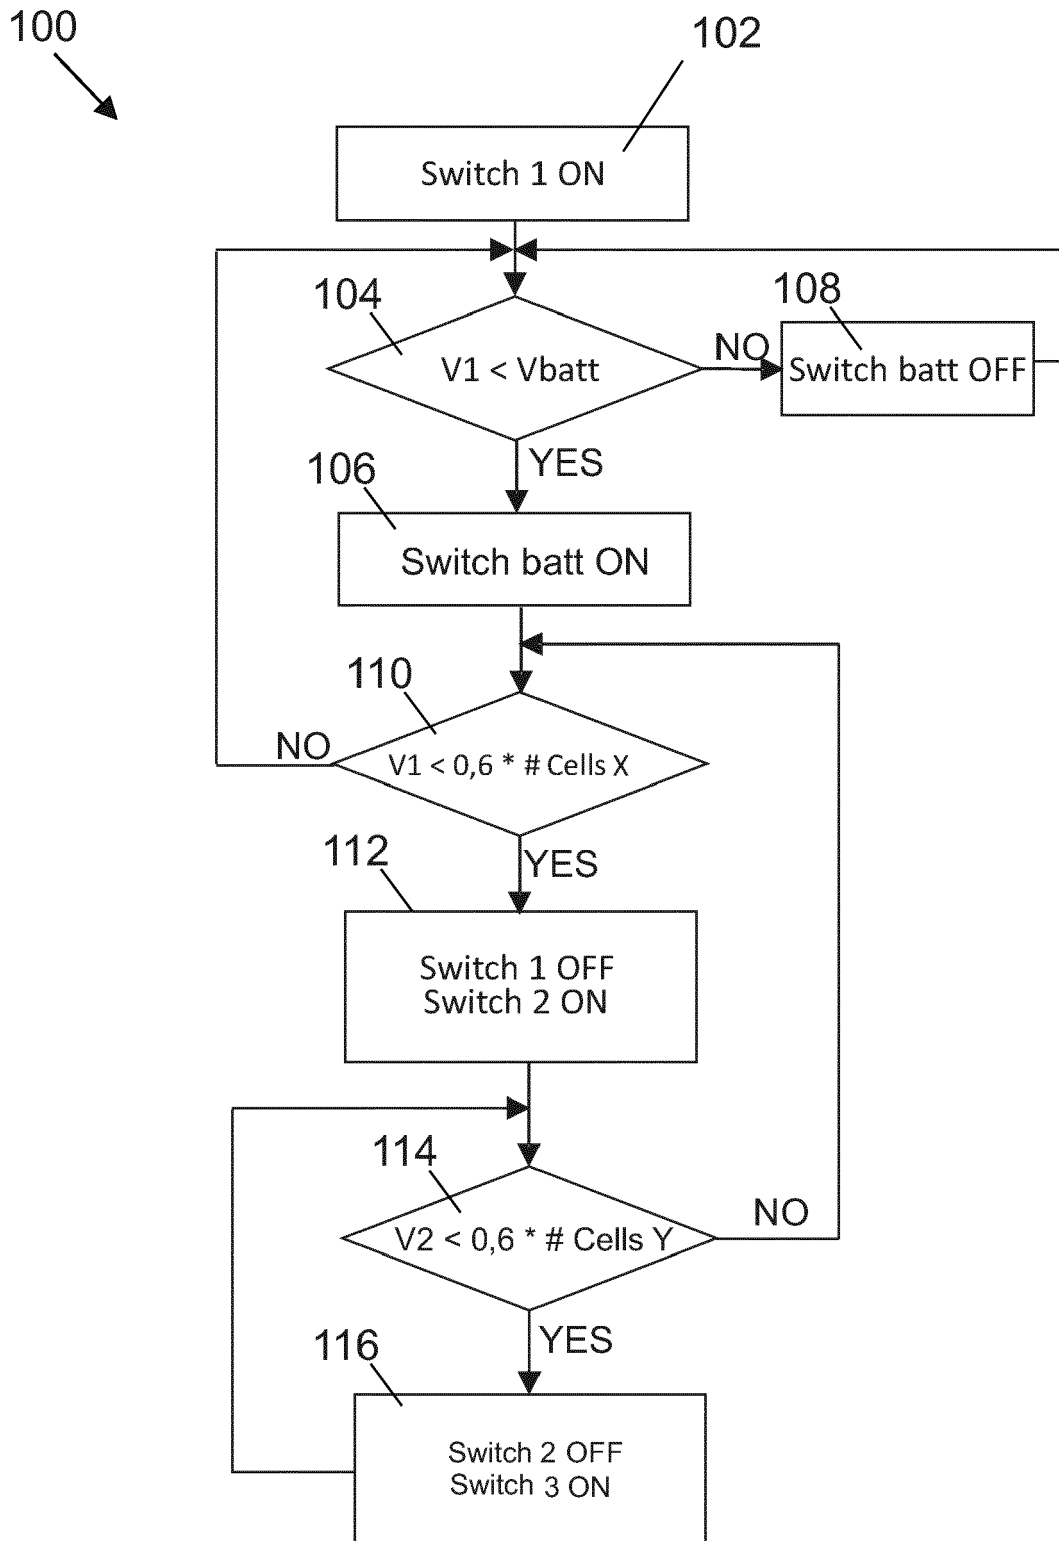 100
102
Switch 1 ON
104
108
V1 < Vbatt
NO
Switch batt OFF
YES
106
Switch batt ON
110
NO
V1 < 0,6 * # Cells X
YES
112
Switch 1 OFF
Switch 2 ON
114
NO
V2 < 0,6 * # Cells Y
YES
116
Switch 2 OFF
Switch 3 ON